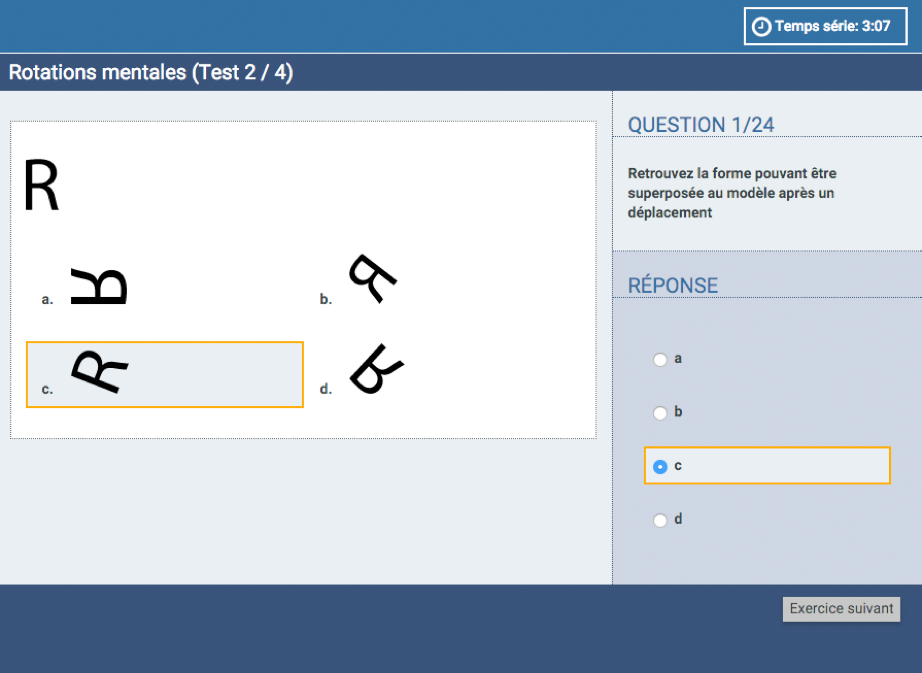 Temps série: 3:07
Rotations mentales (Test 2 / 4)
QUESTION 1/24
Retrouvez la forme pouvant être
superposée au modèle après un
déplacement
R
a. R
b. R
c. R
d. R
RÉPONSE
a
b
c
d
Exercice suivant